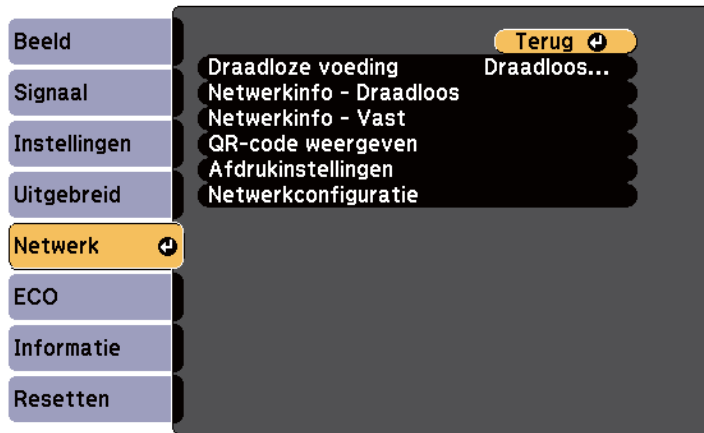 Beeld
Signaal
Instellingen
Uitgebreid
Netwerk
ECO
Informatie
Resetten
Terug
Draadloze voeding Draadloos...
Netwerkinfo - Draadloos
Netwerkinfo - Vast
QR-code weergeven
Afdrukinstellingen
Netwerkconfiguratie